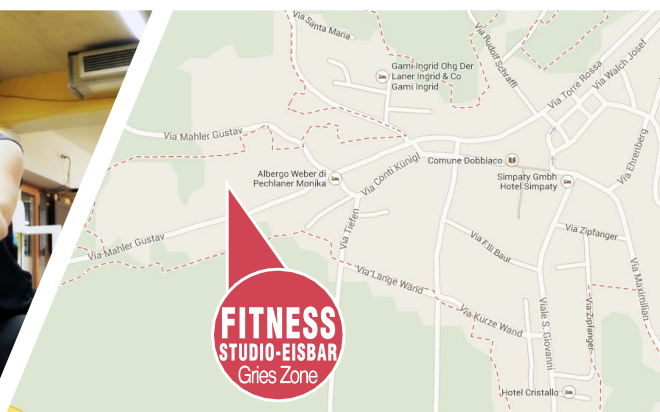 Via Santa Maria
Via Rudolf Schraffl
Garni-Ingrid Ohg Der
Laner Ingrid & Co
Garni Ingrid
Via Torre Rossa
Via Walch Josef
Via Mahler Gustav
Via Conti Künigl
Comune Dobbiaco
Via Ehrenberg
Albergo Weber di
Pechlaner Monika
Simpaty Gmbh
Hotel Simpaty
Via Mahler Gustav
Via Tiefen
Via Flli Baur
Via Zipfanger
Via Maximilian
Via Lange Wand
Via Kurze Wand
Viale S. Giovanni
Via Zipfanger
FITNESS
STUDIO-EISBAR
Gries Zone
Hotel Cristallo